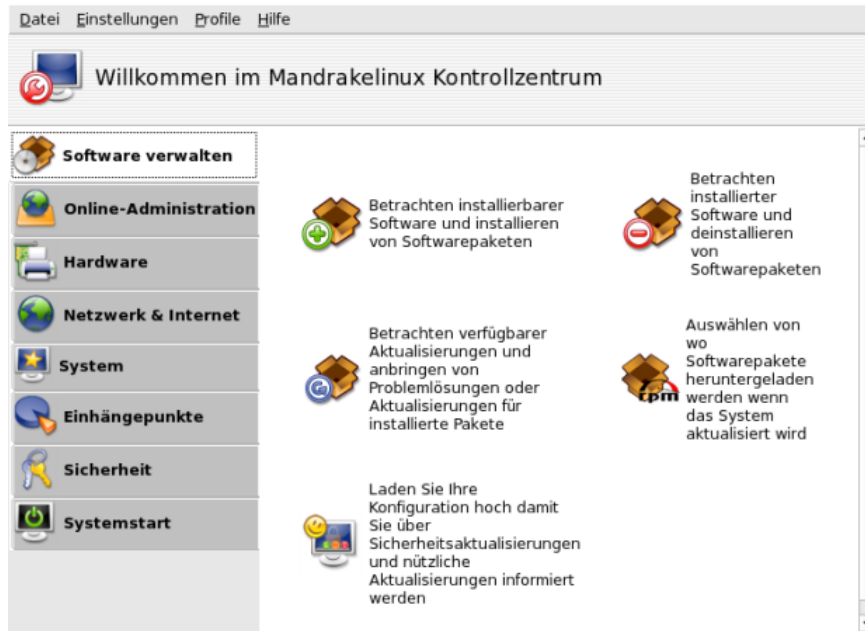 Datei Einstellungen Profile Hilfe
Willkommen im Mandrakelinux Kontrollzentrum
Software verwalten
Online-Administration
Hardware
Netzwerk & Internet
System
Einhängepunkte
Sicherheit
Systemstart
Betrachten installierbarer
Software und installieren
von Softwarepaketen
Betrachten
installierter
Software und
deinstallieren
von
Softwarepaketen
Betrachten verfügbarer
Aktualisierungen und
anbringen von
Problemlösungen oder
Aktualisierungen für
installierte Pakete
rpm
Auswählen von
wo
Softwarepakete
heruntergeladen
werden wenn
das System
aktualisiert wird
Laden Sie Ihre
Konfiguration hoch damit
Sie über
Sicherheitsaktualisierungen
und nützliche
Aktualisierungen informiert
werden